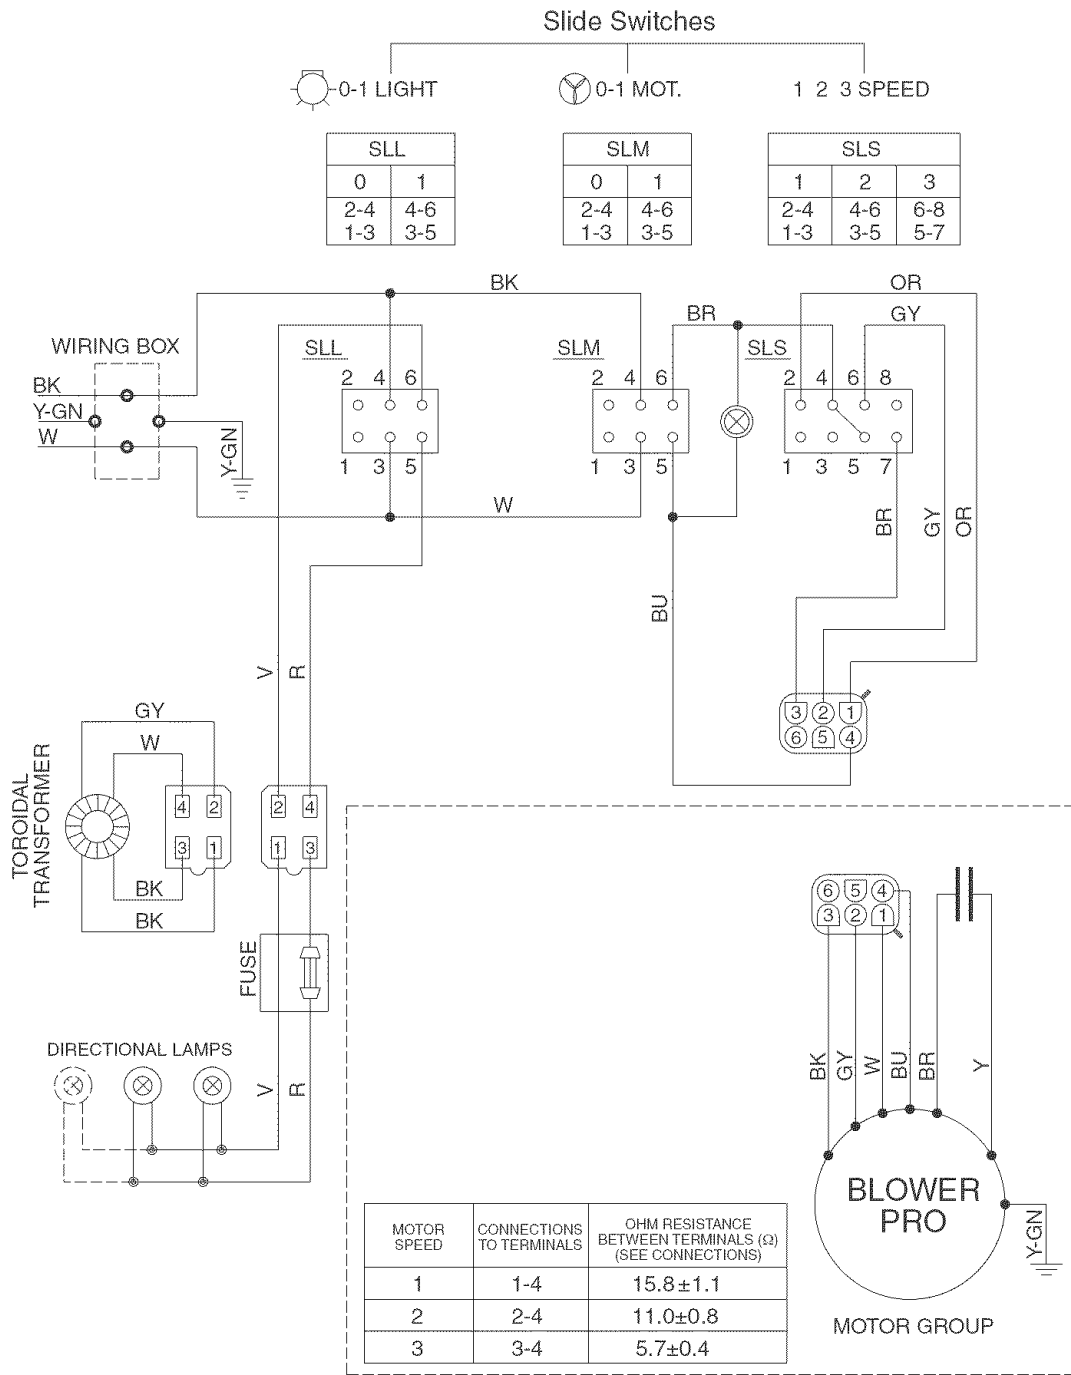 Slide Switches
0-1 LIGHT
0-1 MOT.
1 2 3 SPEED
SLL
0 1
2-4 4-6
1-3 3-5
SLM
0 1
2-4 4-6
1-3 3-5
SLS
1 2 3
2-4 4-6 6-8
1-3 3-5 5-7
BK
OR
BR
GY
WIRING BOX
SLL
SLM
SLS
BK
Y-GN
W
Y-GN
2 4 6
1 3 5
2 4 6
1 3 5
2 4 6 8
1 3 5 7
W
BR
GY
OR
BU
V
R
3 2 1
6 5 4
TOROIDAL
TRANSFORMER
GY
W
4 2
3 1
BK
BK
2 4
1 3
FUSE
DIRECTIONAL LAMPS
V
R
6 5 4
3 2 1
BK
GY
W
BU
BR
Y
BLOWER
PRO
Y-GN
MOTOR GROUP
MOTOR
SPEED
CONNECTIONS
TO TERMINALS
OHM RESISTANCE
BETWEEN TERMINALS (Ω)
(SEE CONNECTIONS)
1 1-4 15.8±1.1
2 2-4 11.0±0.8
3 3-4 5.7±0.4